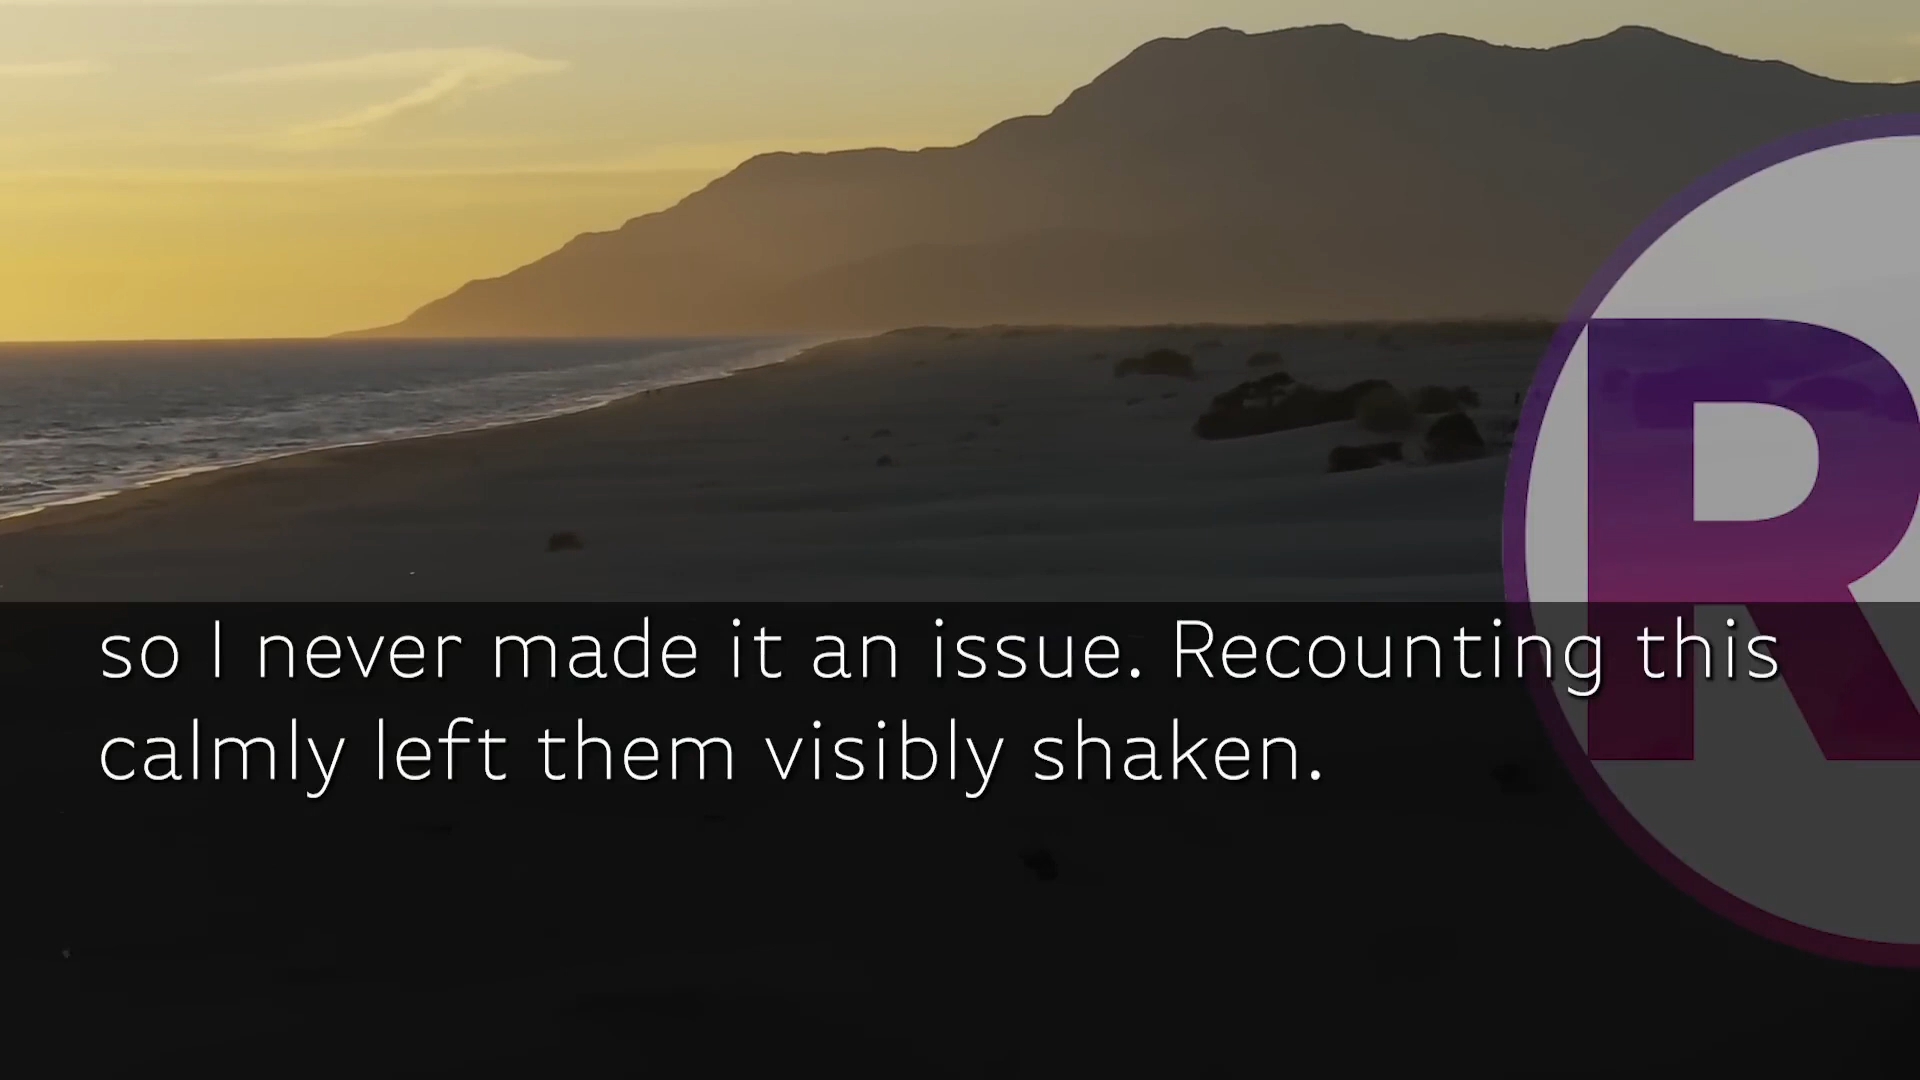 so I never made it an issue. Recounting this
calmly left them visibly shaken.
R